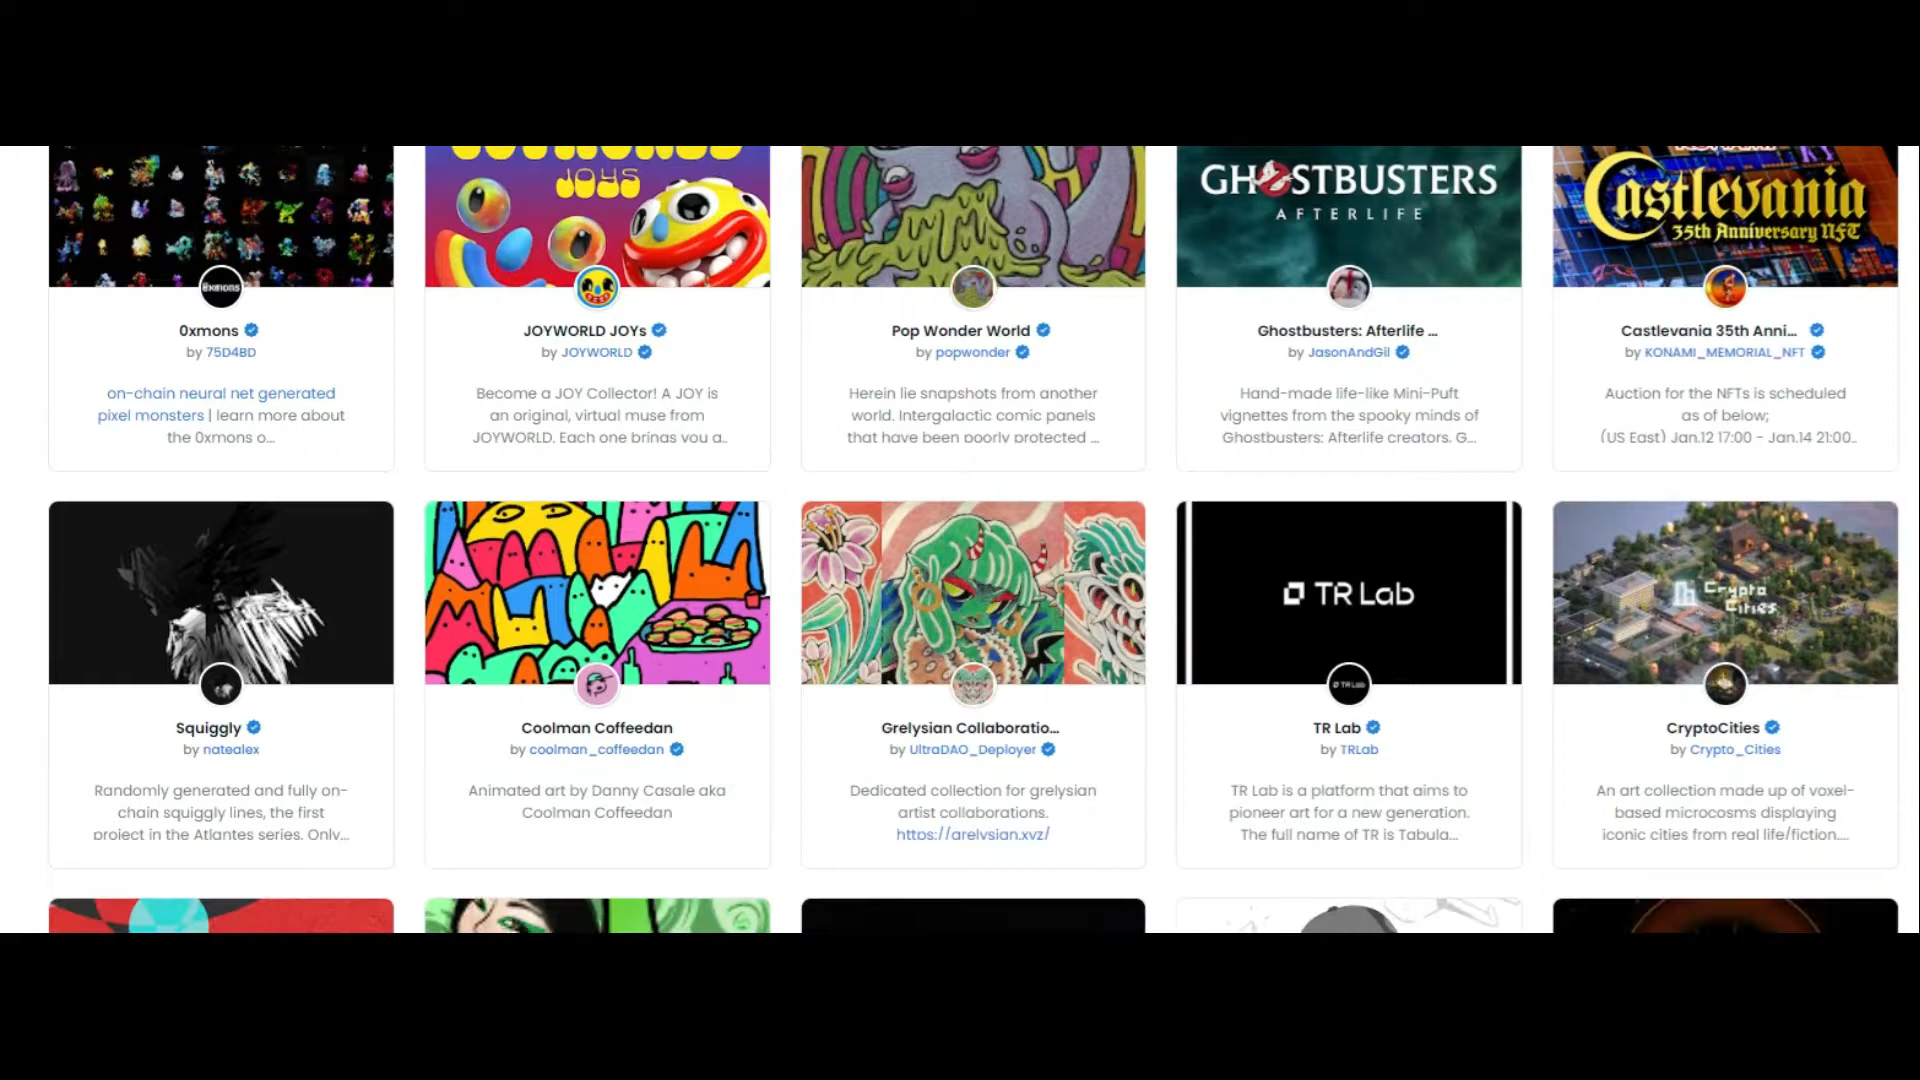 JOYS
GHOSTBUSTERS
AFTERLIFE
Castlevania
35th Anniversary NFT
0xmons
0xmons
by 75D4BD
on-chain neural net generated
pixel monsters | learn more about
the 0xmons o...
JOYWORLD JOYs
by JOYWORLD
Become a JOY Collector! A JOY is
an original, virtual muse from
JOYWORLD. Each one brings you a..
Pop Wonder World
by popwonder
Herein lie snapshots from another
world. Intergalactic comic panels
that have been poorly protected ...
Ghostbusters: Afterlife ...
by JasonAndGil
Hand-made life-like Mini-Puft
vignettes from the spooky minds of
Ghostbusters: Afterlife creators. G...
Castlevania 35th Anni...
by KONAMI_MEMORIAL_NFT
Auction for the NFTs is scheduled
as of below;
(US East) Jan.12 17:00 - Jan.14 21:00..
TR Lab
Crypto
Cities
TR Lab
Squiggly
by natealex
Randomly generated and fully on-
chain squiggly lines, the first
project in the Atlantes series. Only...
Coolman Coffeedan
by coolman_coffeedan
Animated art by Danny Casale aka
Coolman Coffeedan
Grelysian Collaboratio...
by UltraDAO_Deployer
Dedicated collection for grelysian
artist collaborations.
https://grelysian.xyz/
TR Lab
by TRLab
TR Lab is a platform that aims to
pioneer art for a new generation.
The full name of TR is Tabula...
CryptoCities
by Crypto_Cities
An art collection made up of voxel-
based microcosms displaying
iconic cities from real life/fiction....